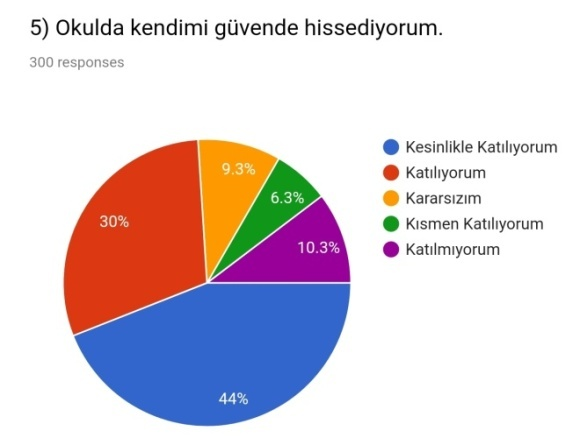 5) Okulda kendimi güvende hissediyorum.
300 responses
9.3%
6.3%
30%
10.3%
44%
Kesinlikle Katılıyorum
Katılıyorum
Kararsızım
Kısmen Katılıyorum
Katılmıyorum